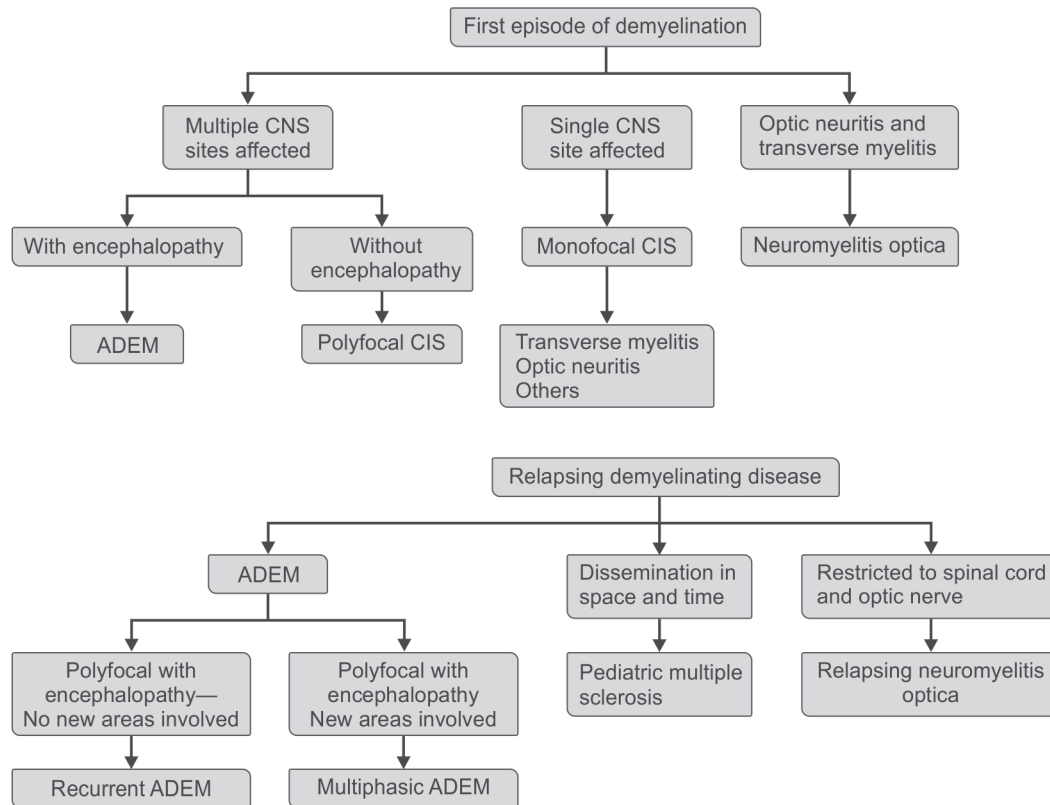 First episode of demyelination
Multiple CNS
sites affected
Single CNS
site affected
Optic neuritis and
transverse myelitis
With encephalopathy
Without
encephalopathy
Monofocal CIS
Neuromyelitis optica
ADEM
Polyfocal CIS
Transverse myelitis
Optic neuritis
Others
Relapsing demyelinating disease
ADEM
Dissemination in
space and time
Restricted to spinal cord
and optic nerve
Polyfocal with
encephalopathy—
No new areas involved
Polyfocal with
encephalopathy
New areas involved
Pediatric multiple
sclerosis
Relapsing neuromyelitis
optica
Recurrent ADEM
Multiphasic ADEM